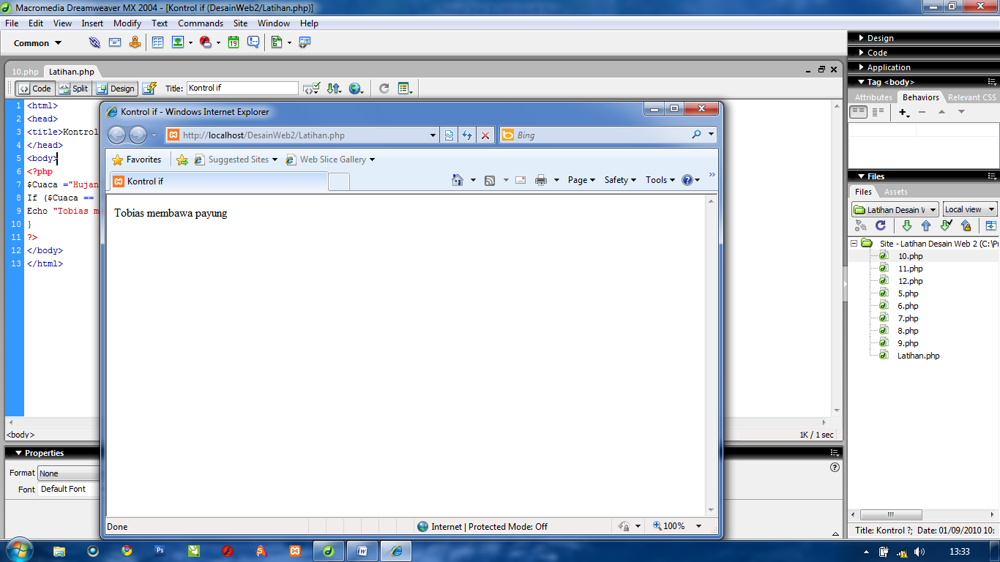 Macromedia Dreamweaver MX 2004 - [Kontrol if (DesainWeb2/Latihan.php)]
File Edit View Insert Modify Text Commands Site Window Help
Common
10.php Latihan.php
Code Split Design Title: Kontrol if
1 <html>
2 <head>
3 <title>Kontrol
4 </head>
5 <body>
6 <?php
7 $Cuaca ="Hujan
8 If ($Cuaca ==
9 Echo "Tobias m
10 }
11 ?>
12 </body>
13 </html>
<body>
1K / 1 sec
Properties
Format None
Font Default Font
Kontrol if - Windows Internet Explorer
http://localhost/DesainWeb2/Latihan.php
Bing
Favorites Suggested Sites Web Slice Gallery
Kontrol if
Page Safety Tools
Tobias membawa payung
Done
Internet | Protected Mode: Off
100%
Design
Code
Application
Tag <body>
Attributes Behaviors Relevant CSS
Files
Files Assets
Latihan Desain Local view
Site - Latihan Desain Web 2 (C:\P
10.php
11.php
12.php
5.php
6.php
7.php
8.php
9.php
Latihan.php
Title: Kontrol ?; Date: 01/09/2010 10:
Ps
13:33